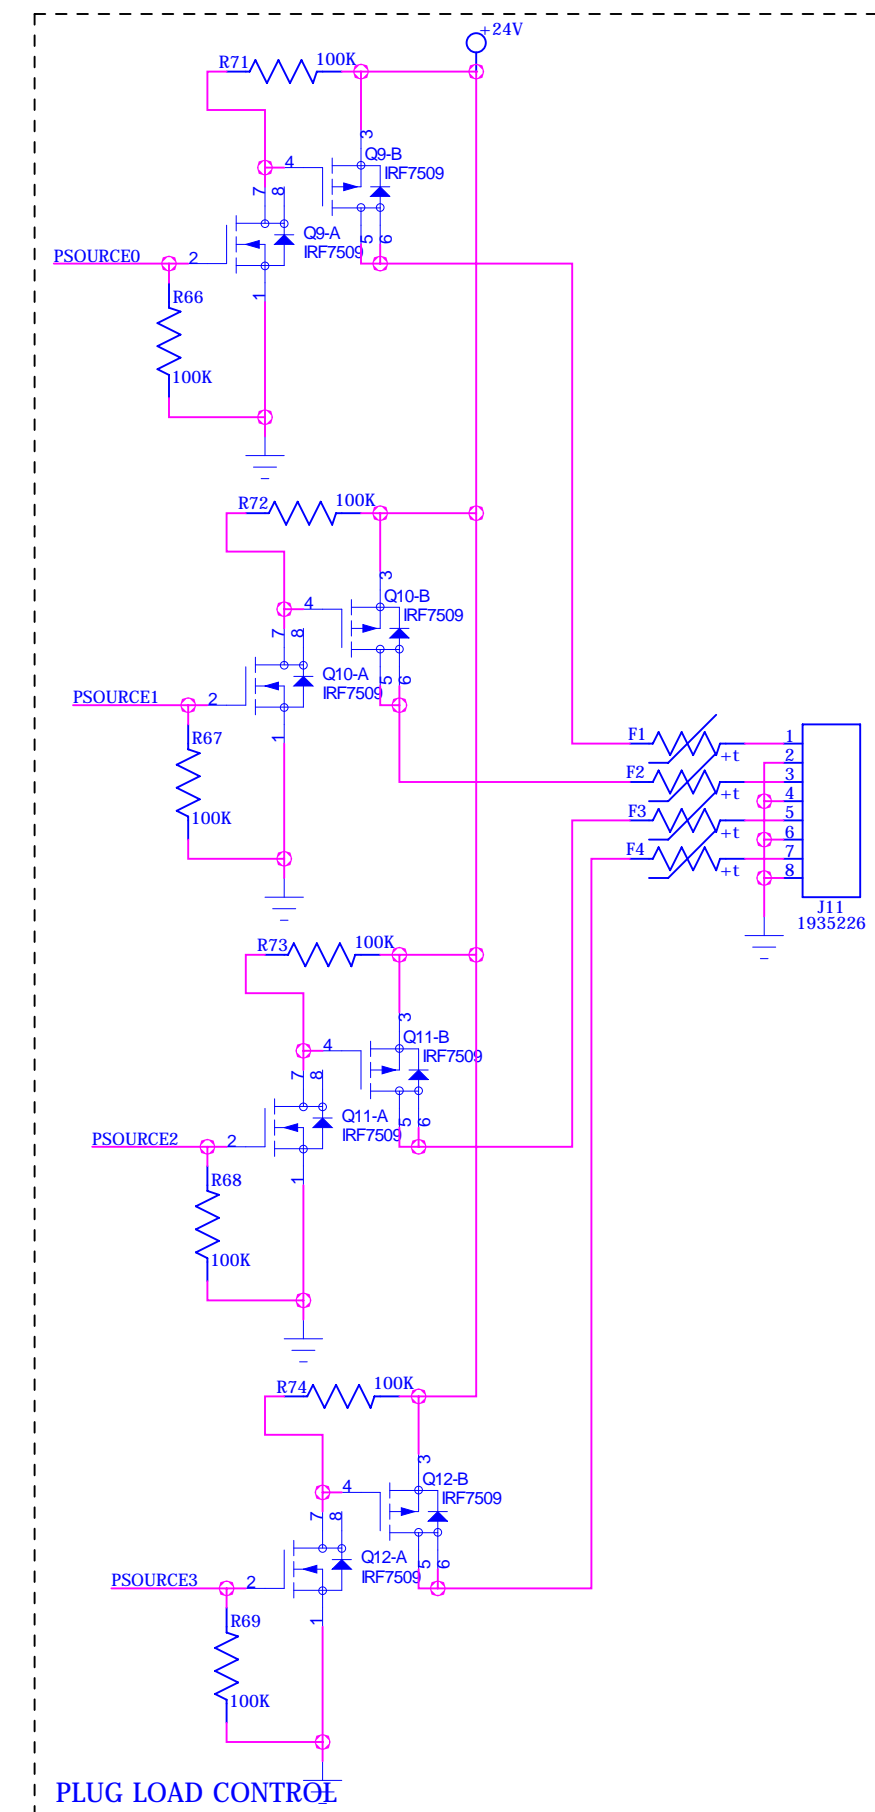 +24V
R71 100K
3
Q9-B
IRF7509
4
7 8
Q9-A
IRF7509
5 6
PSOURCE0 2
1
R66
100K
R72 100K
3
Q10-B
IRF7509
4
7 8
Q10-A
IRF7509
5 6
PSOURCE1 2
1
R67
100K
F1 +t 1
2
F2 +t 3
4
F3 +t 5
6
F4 +t 7
8
J11
1935226
R73 100K
3
Q11-B
IRF7509
4
7 8
Q11-A
IRF7509
5 6
PSOURCE2 2
1
R68
100K
R74 100K
3
Q12-B
IRF7509
4
7 8
Q12-A
IRF7509
5 6
PSOURCE3 2
1
R69
100K
PLUG LOAD CONTROL